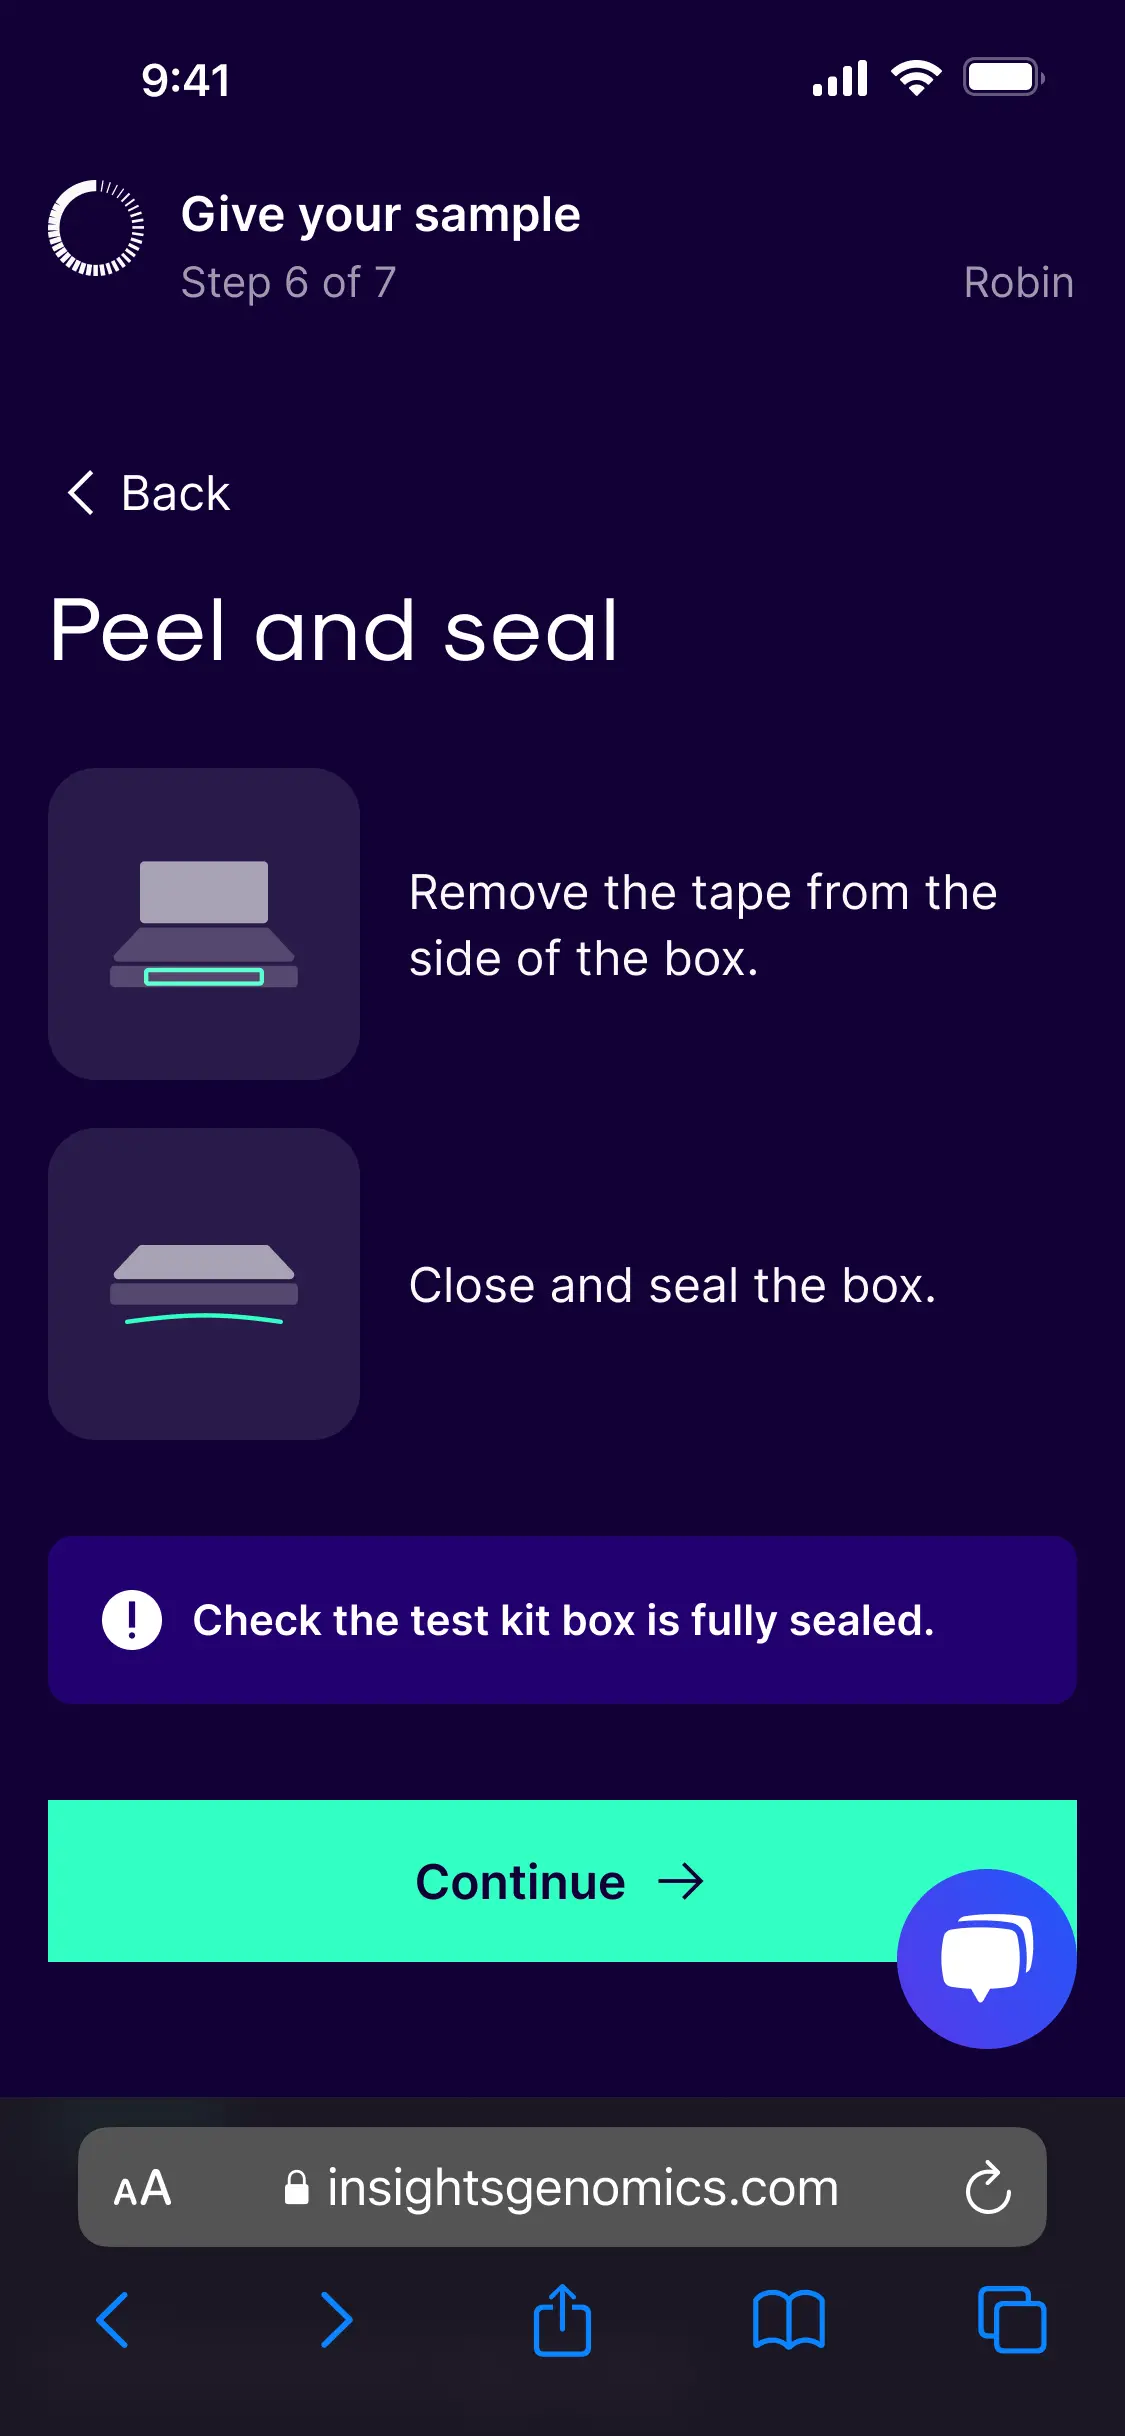 9:41
Give your sample
Step 6 of 7
Robin
Back
Peel and seal
Remove the tape from the
side of the box.
Close and seal the box.
Check the test kit box is fully sealed.
Continue
AA
insightsgenomics.com